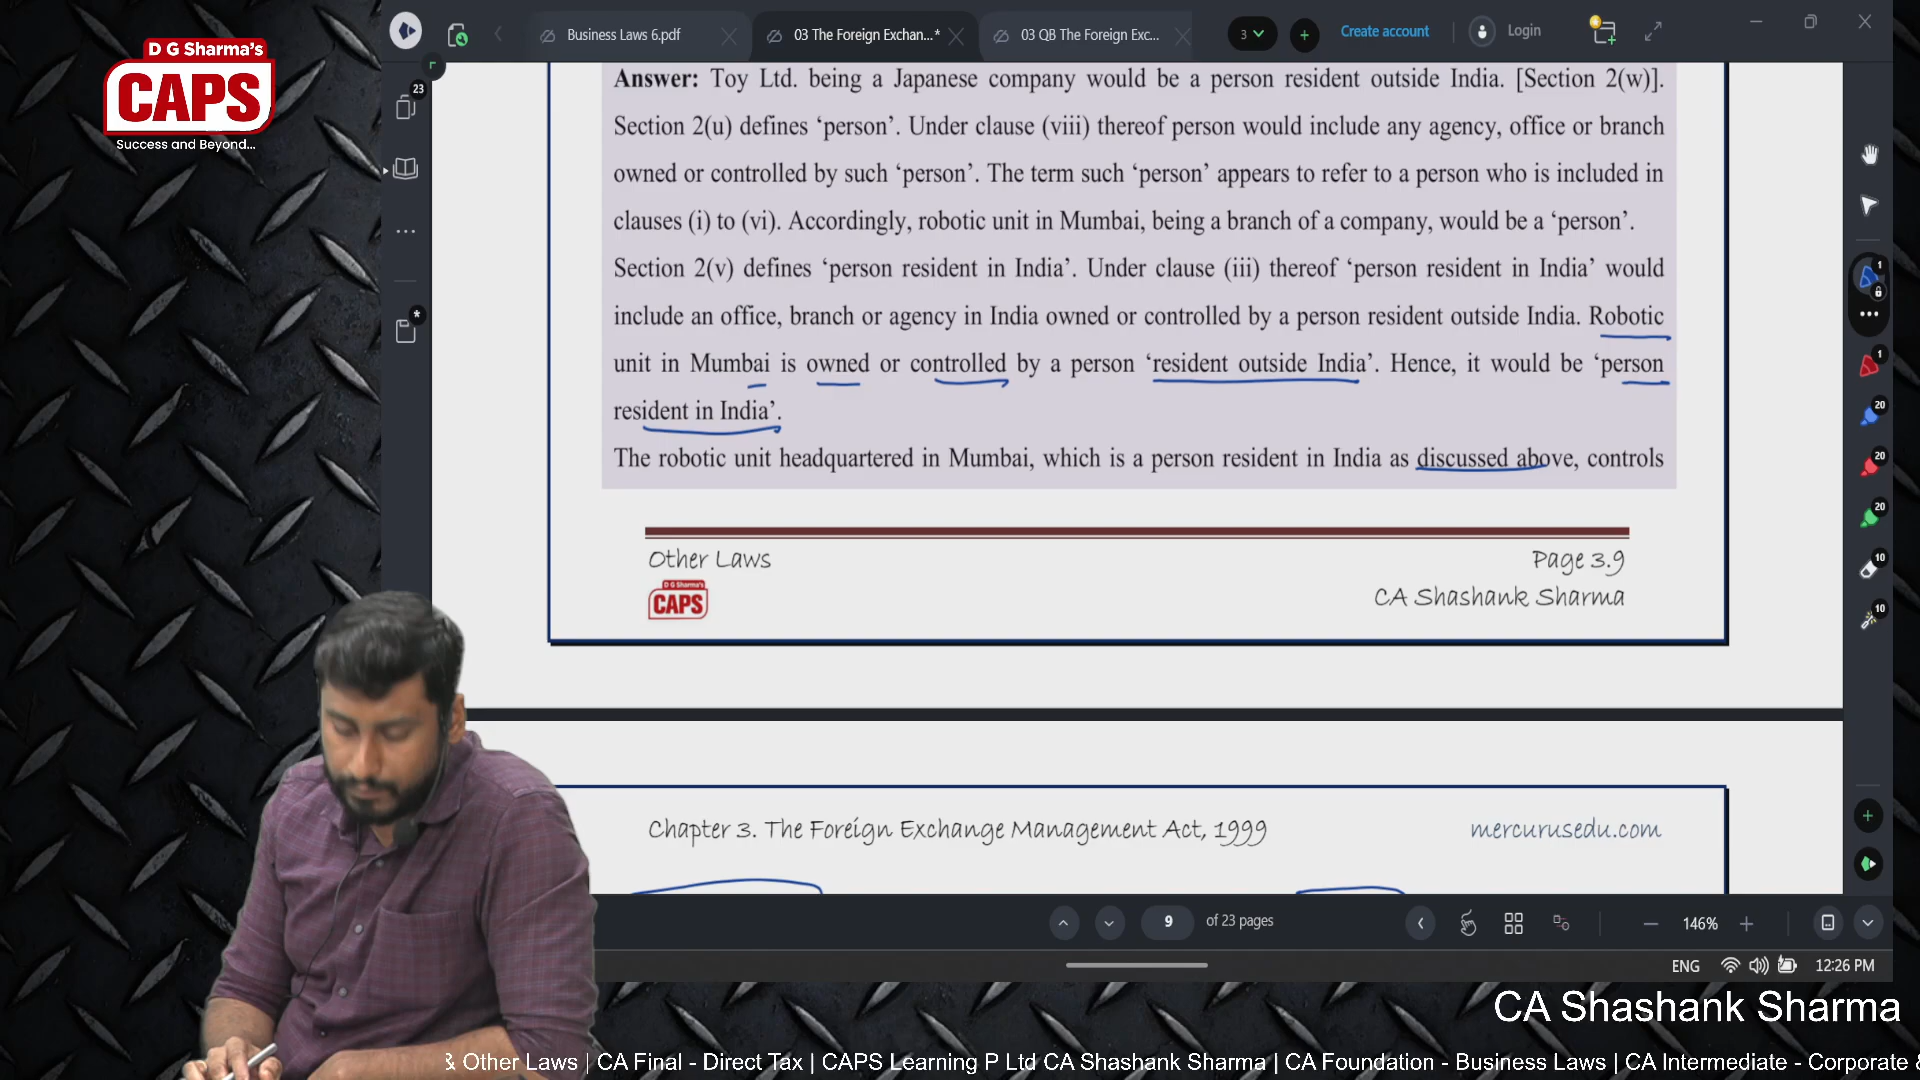 D G Sharma's
CAPS
Success and Beyond...
Business Laws 6.pdf
03 The Foreign Exchan...*
03 QB The Foreign Exc...
3
Create account
Login
23
Answer: Toy Ltd. being a Japanese company would be a person resident outside India. [Section 2(w)].
Section 2(u) defines ‘person’. Under clause (viii) thereof person would include any agency, office or branch
owned or controlled by such ‘person’. The term such ‘person’ appears to refer to a person who is included in
clauses (i) to (vi). Accordingly, robotic unit in Mumbai, being a branch of a company, would be a ‘person’.
Section 2(v) defines ‘person resident in India’. Under clause (iii) thereof ‘person resident in India’ would
include an office, branch or agency in India owned or controlled by a person resident outside India. Robotic
unit in Mumbai is owned or controlled by a person ‘resident outside India’. Hence, it would be ‘person
resident in India’.
The robotic unit headquartered in Mumbai, which is a person resident in India as discussed above, controls
1
1
20
20
20
10
10
Other Laws
Page 3.9
D G Sharma's
CAPS
CA Shashank Sharma
Chapter 3. The Foreign Exchange Management Act, 1999
mercurusedu.com
9
of 23 pages
146%
ENG
12:26 PM
CA Shashank Sharma
& Other Laws | CA Final - Direct Tax | CAPS Learning P Ltd CA Shashank Sharma | CA Foundation - Business Laws | CA Intermediate - Corporate &